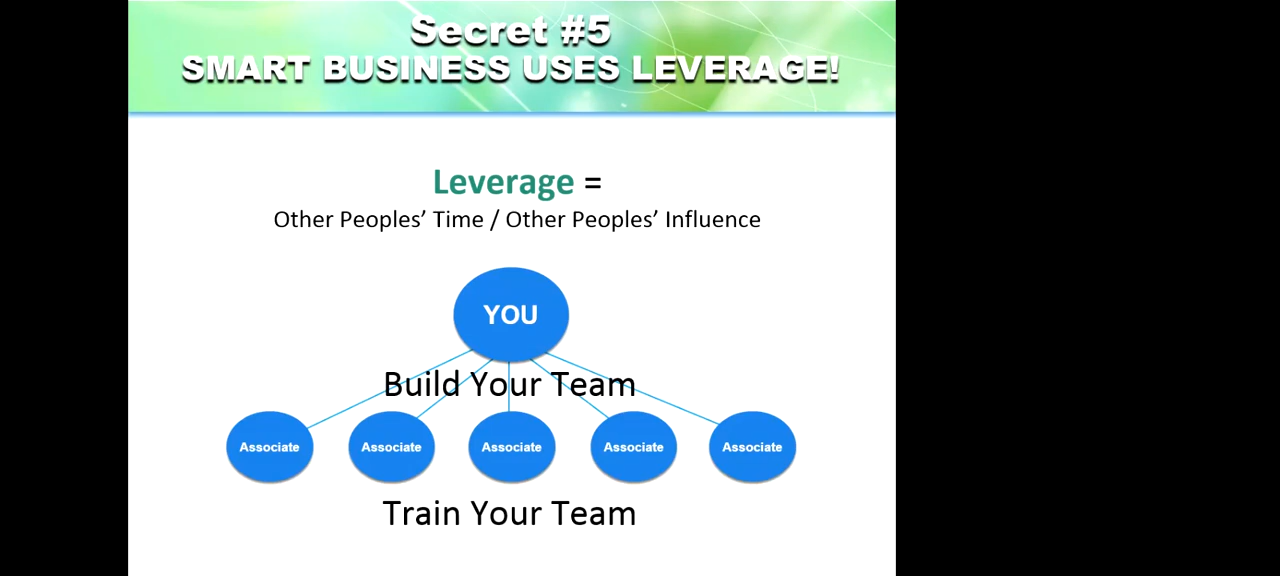 Secret #5
SMART BUSINESS USES LEVERAGE!
Leverage =
Other Peoples’ Time / Other Peoples’ Influence
YOU
Build Your Team
Associate Associate Associate Associate Associate
Train Your Team